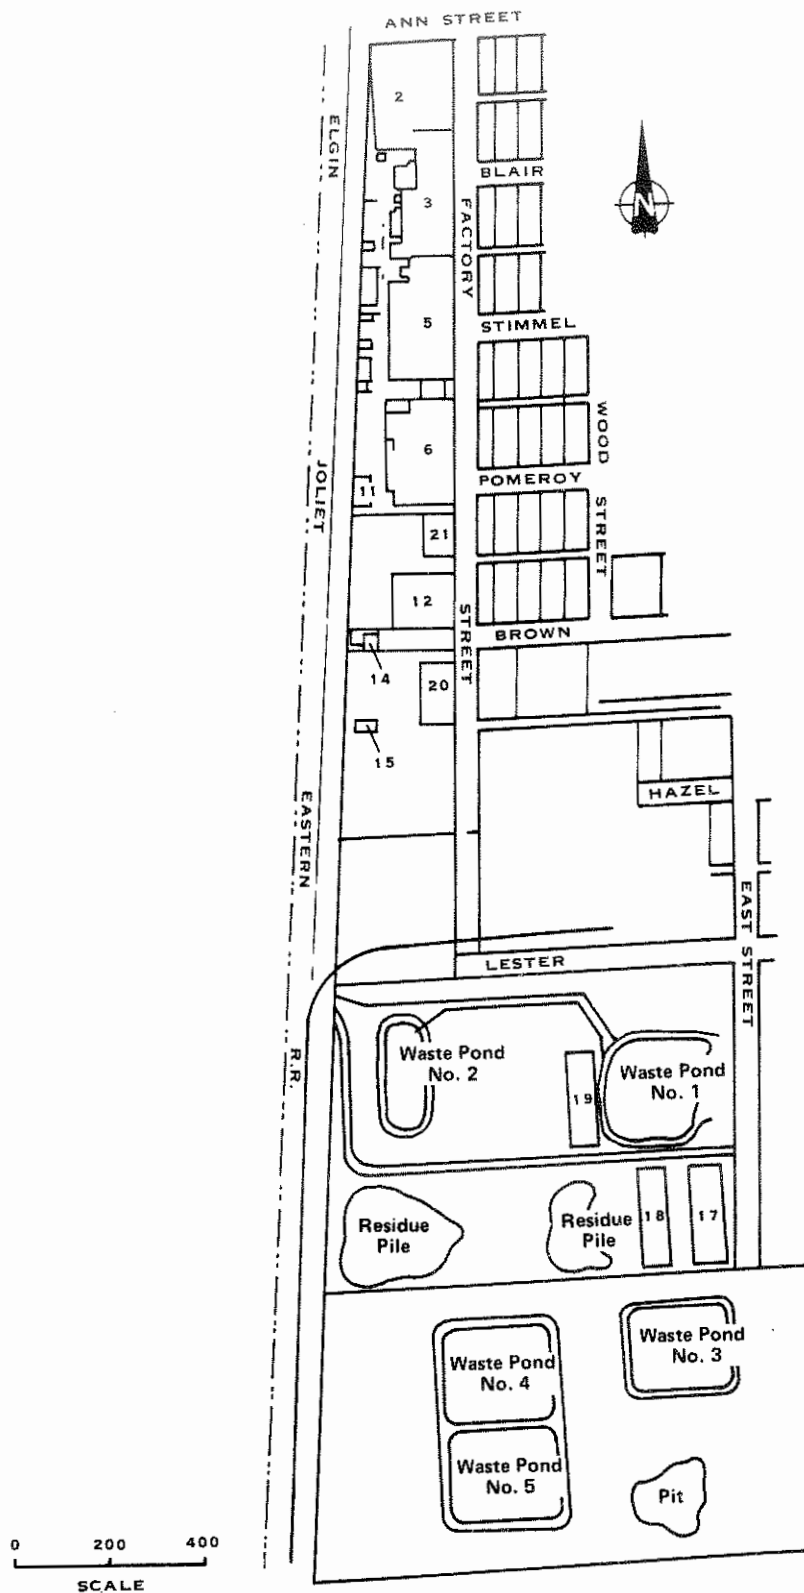 ANN STREET
2
ELGIN
BLAIR
3
FACTORY
N
5
STIMMEL
WOOD
6
JOLIET
POMEROY
11
STREET
21
12
STREET
BROWN
14
20
15
EASTERN
HAZEL
EAST STREET
LESTER
R.R.
Waste Pond
No. 2
Waste Pond
No. 1
19
Residue
Pile
Residue
Pile
18
17
Waste Pond
No. 3
Waste Pond
No. 4
Waste Pond
No. 5
Pit
0 200 400
SCALE